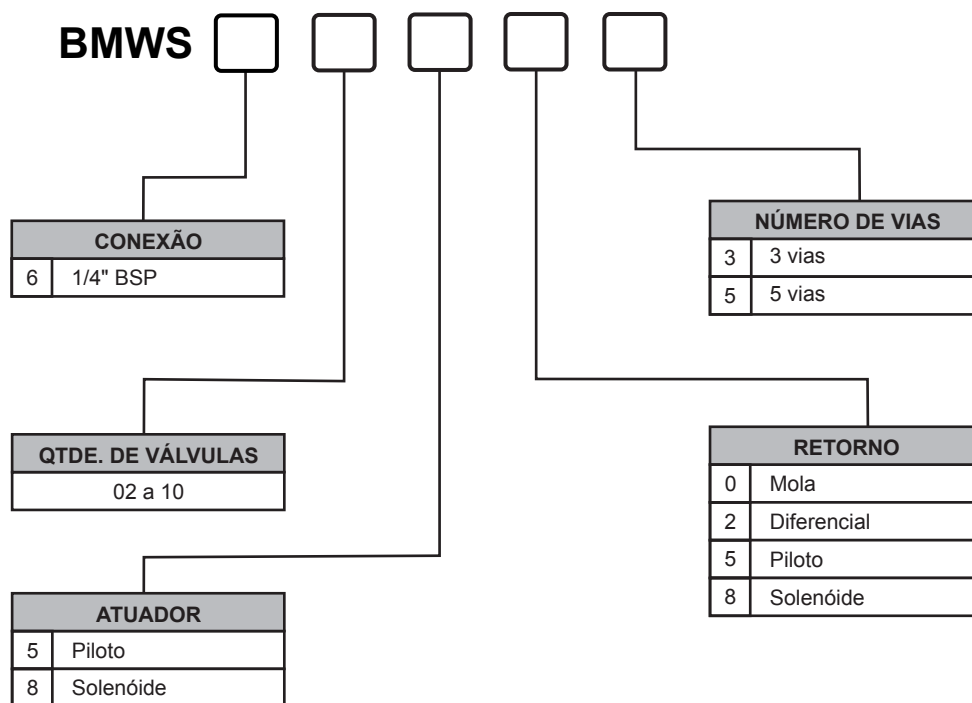 BMWS
CONEXÃO
6 1/4" BSP
QTDE. DE VÁLVULAS
02 a 10
ATUADOR
5 Piloto
8 Solenóide
NÚMERO DE VIAS
3 3 vias
5 5 vias
RETORNO
0 Mola
2 Diferencial
5 Piloto
8 Solenóide